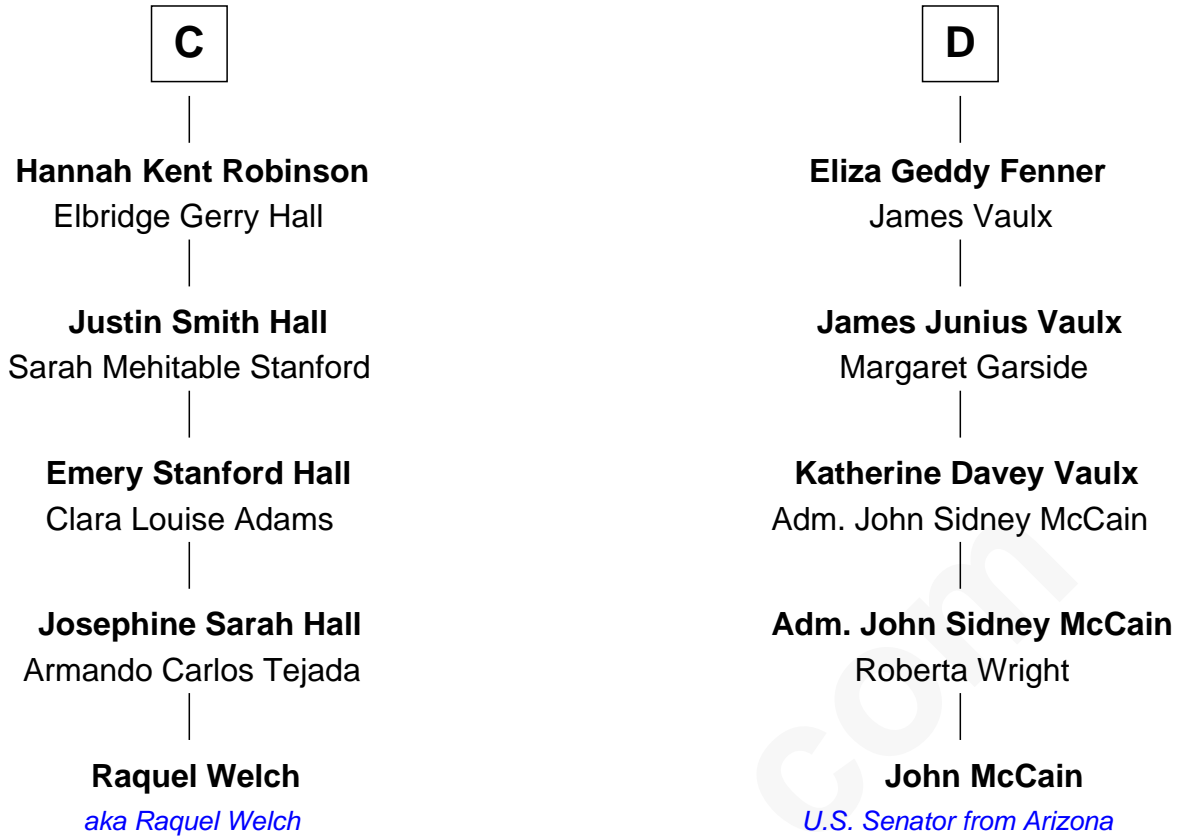 C
Hannah Kent Robinson
Elbridge Gerry Hall
Justin Smith Hall
Sarah Mehitable Stanford
Emery Stanford Hall
Clara Louise Adams
Josephine Sarah Hall
Armando Carlos Tejada
Raquel Welch
aka Raquel Welch
D
Eliza Geddy Fenner
James Vaulx
James Junius Vaulx
Margaret Garside
Katherine Davey Vaulx
Adm. John Sidney McCain
Adm. John Sidney McCain
Roberta Wright
John McCain
U.S. Senator from Arizona
com